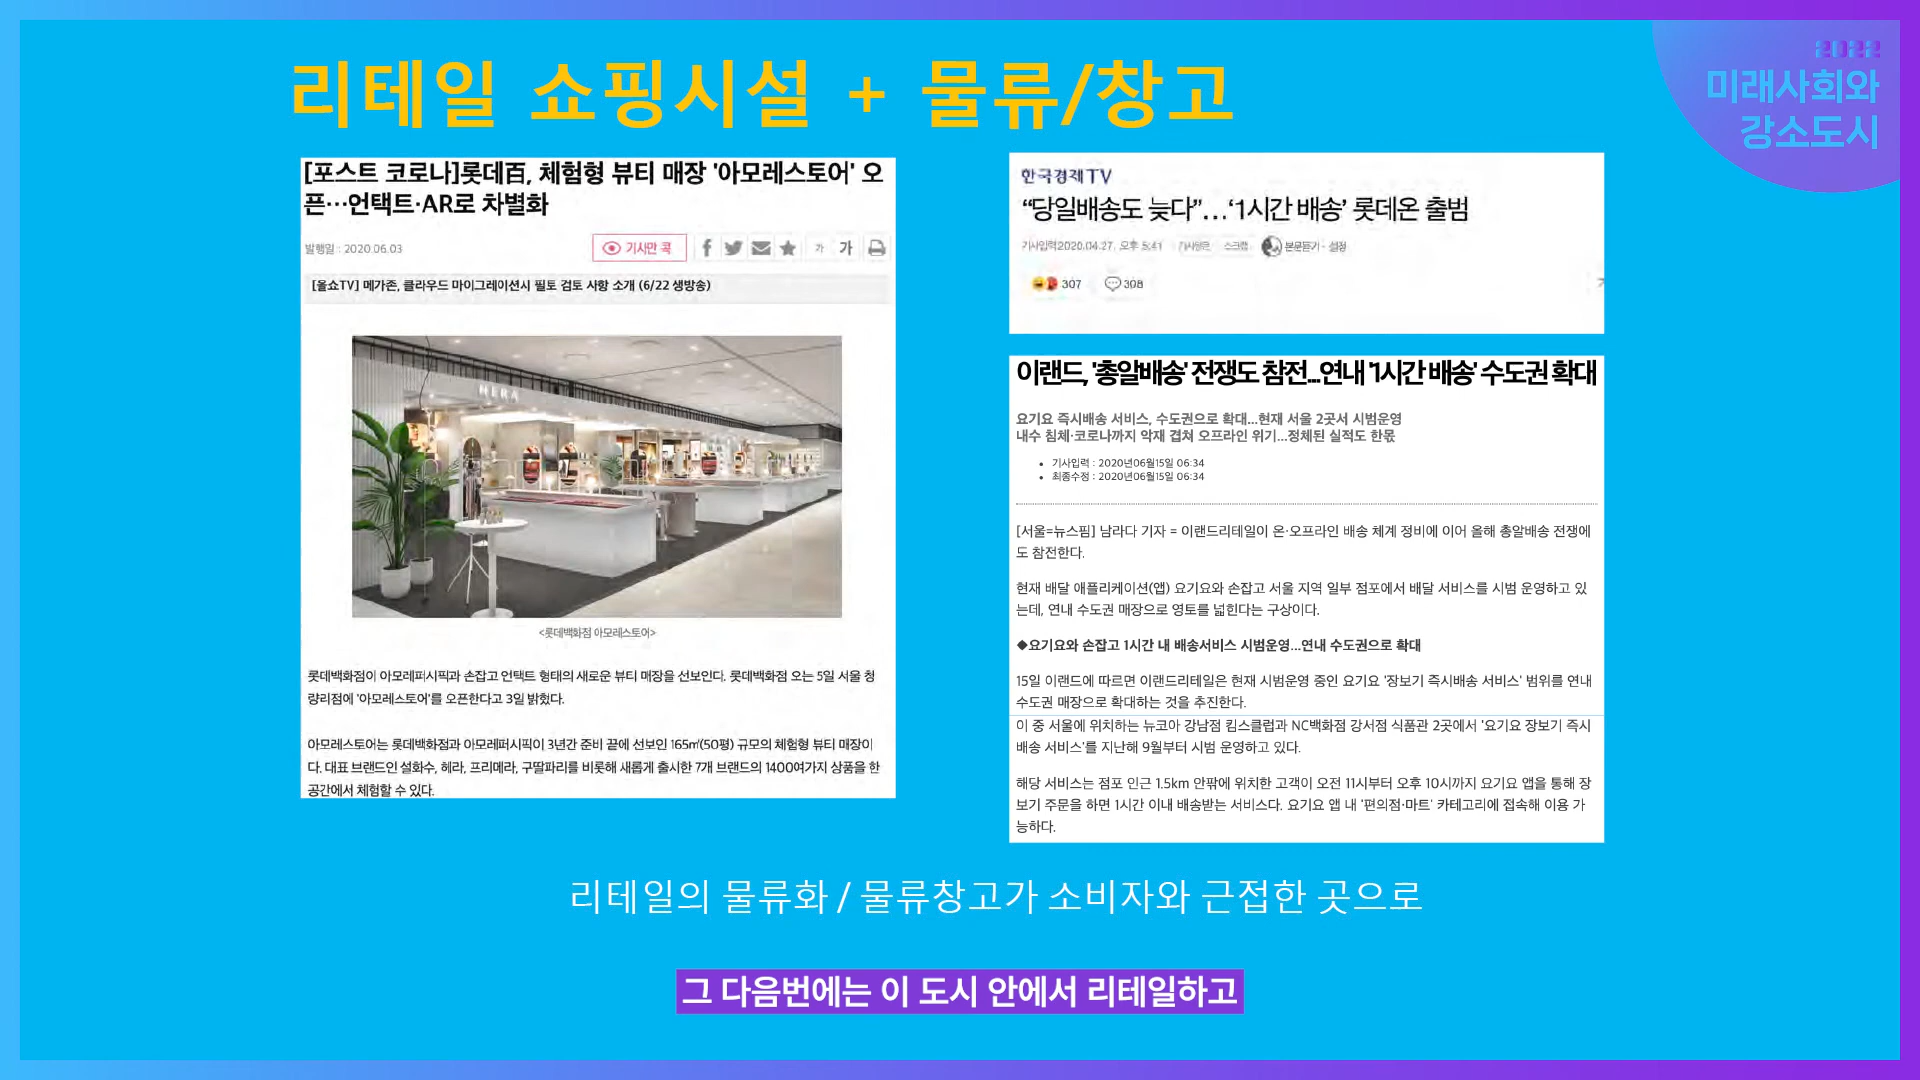 2022
미래사회와
강소도시
리테일 쇼핑시설 + 물류/창고
[포스트 코로나]롯데百, 체험형 뷰티 매장 '아모레스토어' 오
픈…언택트·AR로 차별화
발행일 : 2020.06.03
기사만 콕
가 가
[올쇼TV] 메가존, 클라우드 마이그레이션시 필토 검토 사항 소개 (6/22 생방송)
HERA
<롯데백화점 아모레스토어>
롯데백화점이 아모레퍼시픽과 손잡고 언택트 형태의 새로운 뷰티 매장을 선보인다. 롯데백화점 오는 5일 서울 청
량리점에 '아모레스토어'를 오픈한다고 3일 밝혔다.
아모레스토어는 롯데백화점과 아모레퍼시픽이 3년간 준비 끝에 선보인 165㎡(50평) 규모의 체험형 뷰티 매장이
다. 대표 브랜드인 설화수, 헤라, 프리메라, 구딸파리를 비롯해 새롭게 출시한 7개 브랜드의 1400여가지 상품을 한
공간에서 체험할 수 있다.
한국경제TV
“당일배송도 늦다”…‘1시간 배송’ 롯데온 출범
기사입력2020.04.27. 오후 5:41 기사원문 스크랩 본문듣기 · 설정
307 308
이랜드, '총알배송' 전쟁도 참전...연내 '1시간 배송' 수도권 확대
요기요 즉시배송 서비스, 수도권으로 확대...현재 서울 2곳서 시범운영
내수 침체·코로나까지 악재 겹쳐 오프라인 위기...정체된 실적도 한몫
• 기사입력 : 2020년06월15일 06:34
• 최종수정 : 2020년06월15일 06:34
[서울=뉴스핌] 남라다 기자 = 이랜드리테일이 온·오프라인 배송 체계 정비에 이어 올해 총알배송 전쟁에
도 참전한다.
현재 배달 애플리케이션(앱) 요기요와 손잡고 서울 지역 일부 점포에서 배달 서비스를 시범 운영하고 있
는데, 연내 수도권 매장으로 영토를 넓힌다는 구상이다.
◆요기요와 손잡고 1시간 내 배송서비스 시범운영...연내 수도권으로 확대
15일 이랜드에 따르면 이랜드리테일은 현재 시범운영 중인 요기요 '장보기 즉시배송 서비스' 범위를 연내
수도권 매장으로 확대하는 것을 추진한다.
이 중 서울에 위치하는 뉴코아 강남점 킴스클럽과 NC백화점 강서점 식품관 2곳에서 '요기요 장보기 즉시
배송 서비스'를 지난해 9월부터 시범 운영하고 있다.
해당 서비스는 점포 인근 1.5km 안팎에 위치한 고객이 오전 11시부터 오후 10시까지 요기요 앱을 통해 장
보기 주문을 하면 1시간 이내 배송받는 서비스다. 요기요 앱 내 '편의점·마트' 카테고리에 접속해 이용 가
능하다.
리테일의 물류화 / 물류창고가 소비자와 근접한 곳으로
그 다음번에는 이 도시 안에서 리테일하고